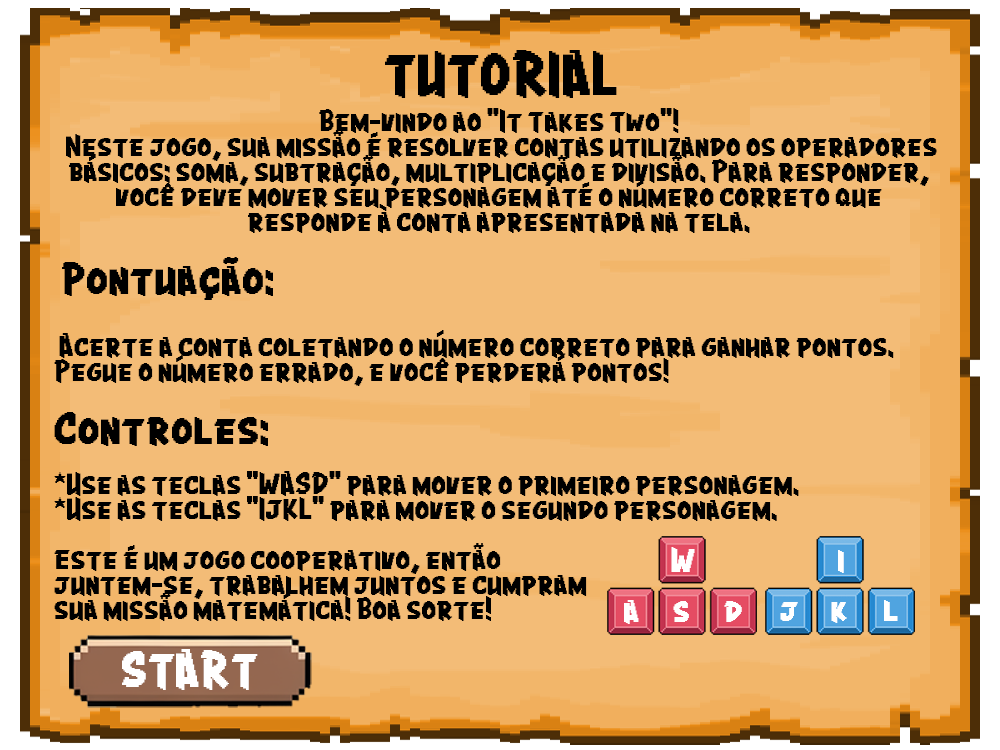 TUTORIAL
BEM-VINDO AO "IT TAKES TWO"!
NESTE JOGO, SUA MISSÃO É RESOLVER CONTAS UTILIZANDO OS OPERADORES
BÁSICOS: SOMA, SUBTRAÇÃO, MULTIPLICAÇÃO E DIVISÃO. PARA RESPONDER,
VOCÊ DEVE MOVER SEU PERSONAGEM ATÉ O NÚMERO CORRETO QUE
RESPONDE À CONTA APRESENTADA NA TELA.
PONTUAÇÃO:
ACERTE A CONTA COLETANDO O NÚMERO CORRETO PARA GANHAR PONTOS.
PEGUE O NÚMERO ERRADO, E VOCÊ PERDERÁ PONTOS!
CONTROLES:
*USE AS TECLAS "WASD" PARA MOVER O PRIMEIRO PERSONAGEM.
*USE AS TECLAS "IJKL" PARA MOVER O SEGUNDO PERSONAGEM.
ESTE É UM JOGO COOPERATIVO, ENTÃO
JUNTEM-SE, TRABALHEM JUNTOS E CUMPRAM
SUA MISSÃO MATEMÁTICA! BOA SORTE!
W I
A S D J K L
START